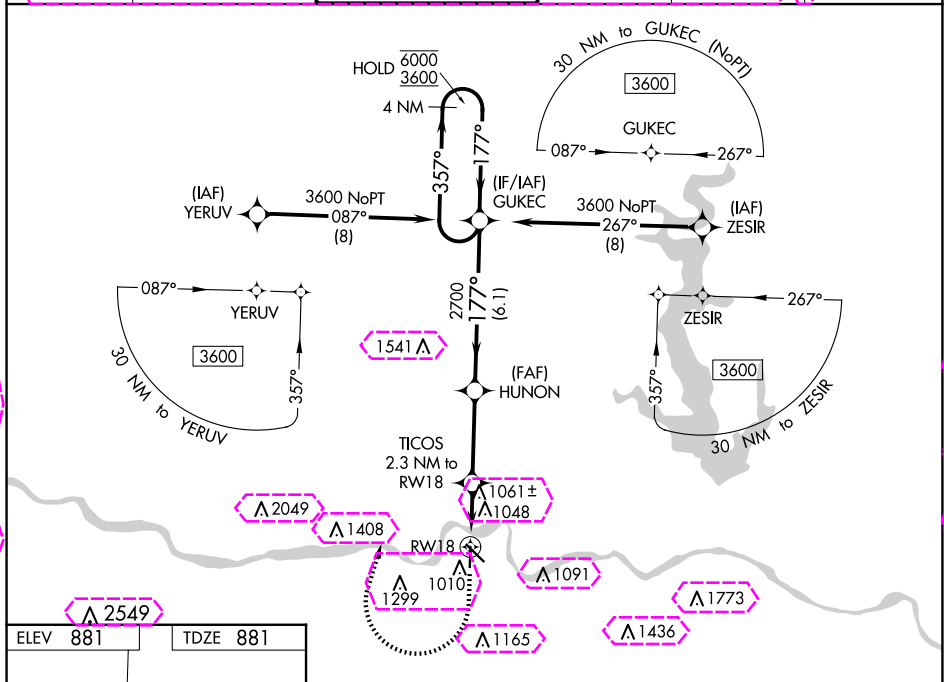 30 NM to GUKEC (NoPT)
3600
GUKEC
087°
267°
HOLD 6000
3600
4 NM
357°
177°
(IF/IAF)
GUKEC
(IAF)
YERUV
3600 NoPT
087°
(8)
3600 NoPT
267°
(8)
(IAF)
ZESIR
087°
YERUV
3600
357°
30 NM to YERUV
2700
177°
(6.1)
267°
ZESIR
3600
357°
30 NM to ZESIR
1541
(FAF)
HUNON
TICOS
2.3 NM to
RW18
1061±
1048
2049
1408
RW18
1010
1299
1091
1773
2549
1165
1436
ELEV 881
TDZE 881